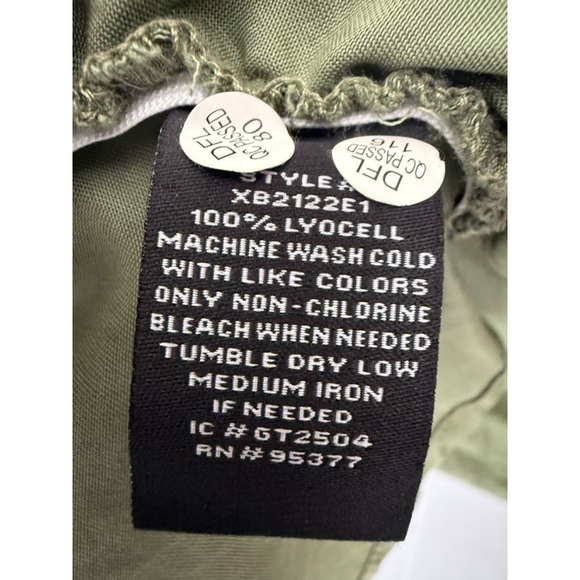 DFL
QC PASSED
80
DFL
QC PASSED
116
STYLE#
XB2122E1
100% LYOCELL
MACHINE WASH COLD
WITH LIKE COLORS
ONLY NON-CHLORINE
BLEACH WHEN NEEDED
TUMBLE DRY LOW
MEDIUM IRON
IF NEEDED
IC #GT2504
RN#95377